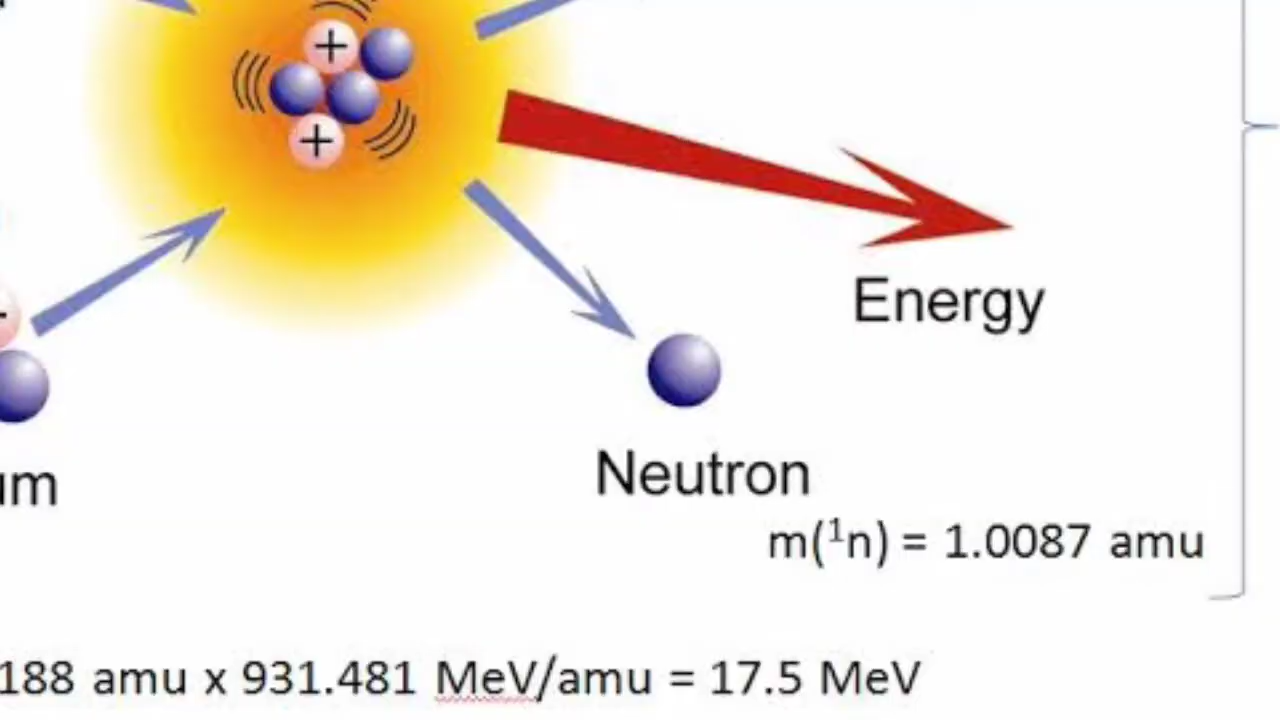 +
+
Energy
um
Neutron
m(¹n) = 1.0087 amu
188 amu x 931.481 MeV/amu = 17.5 MeV